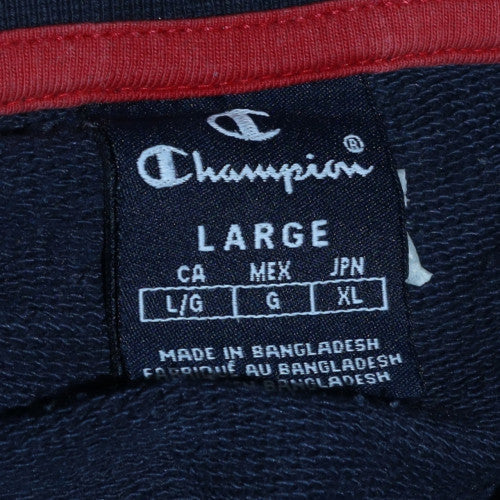 Champion®
LARGE
CA MEX JPN
L/G G XL
MADE IN BANGLADESH
FABRIQUÉ AU BANGLADESH
BANGLADESH